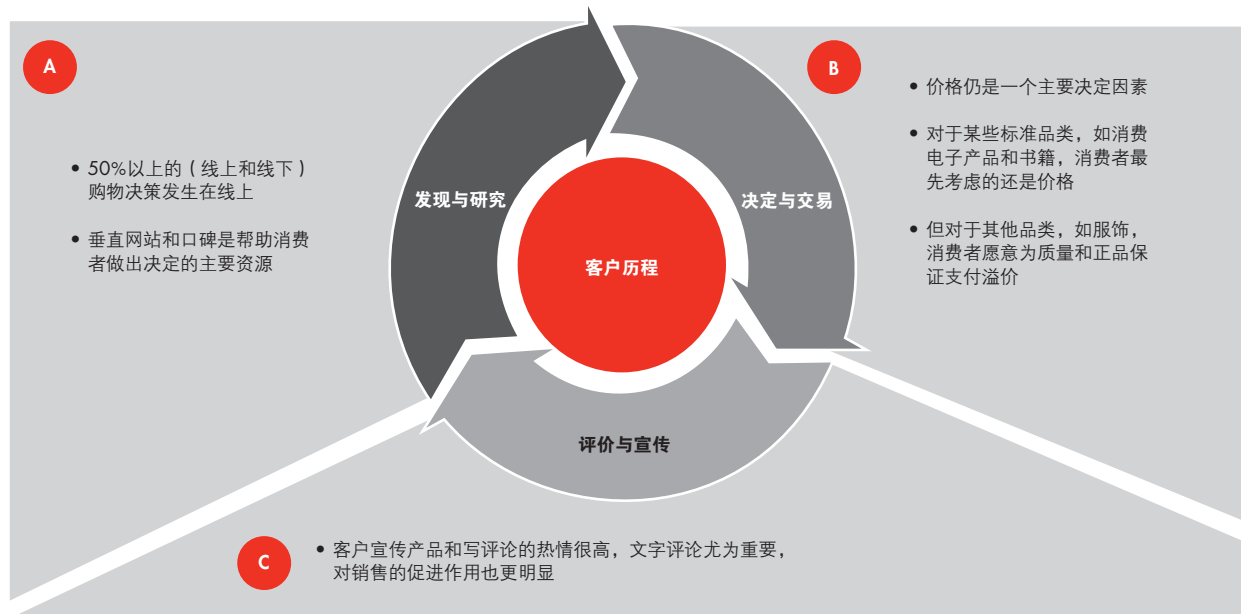 A
• 50%以上的（线上和线下）
购物决策发生在线上
• 垂直网站和口碑是帮助消费
者做出决定的主要资源
发现与研究
客户历程
决定与交易
评价与宣传
B
• 价格仍是一个主要决定因素
• 对于某些标准品类，如消费
电子产品和书籍，消费者最
先考虑的还是价格
• 但对于其他品类，如服饰，
消费者愿意为质量和正品保
证支付溢价
C
• 客户宣传产品和写评论的热情很高，文字评论尤为重要，
对销售的促进作用也更明显